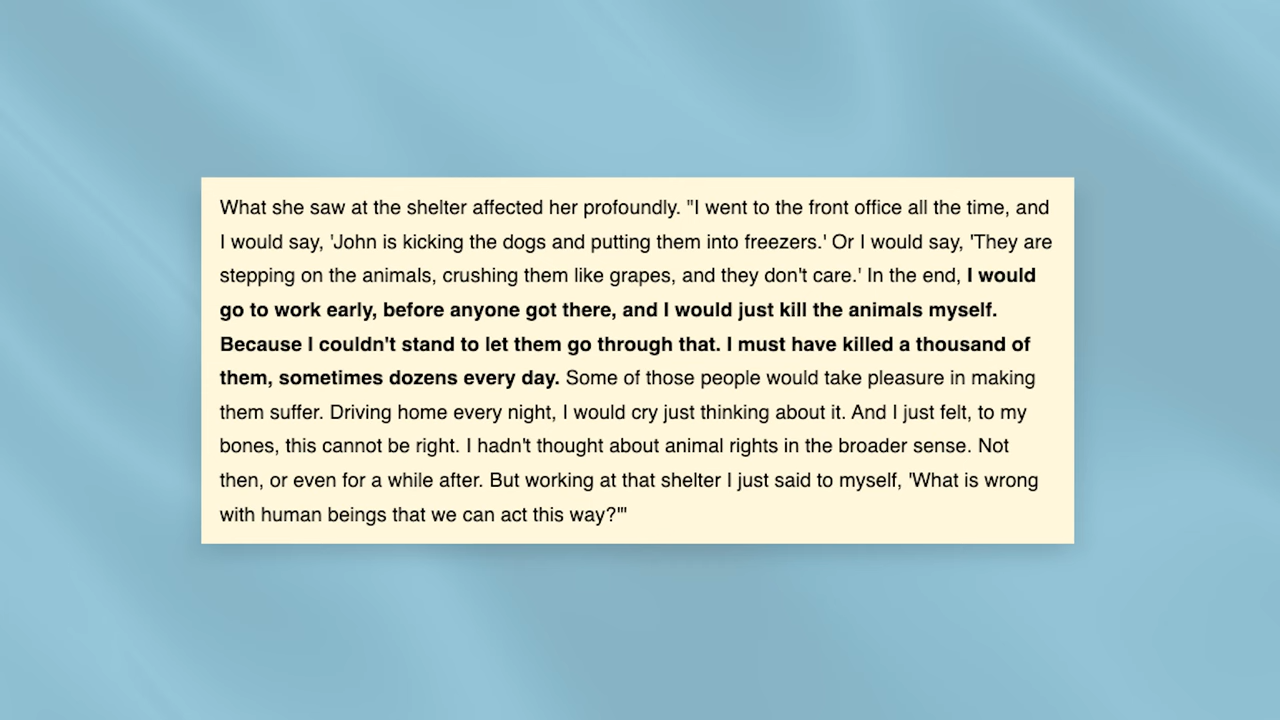 What she saw at the shelter affected her profoundly. "I went to the front office all the time, and
I would say, 'John is kicking the dogs and putting them into freezers.' Or I would say, 'They are
stepping on the animals, crushing them like grapes, and they don't care.' In the end, I would
go to work early, before anyone got there, and I would just kill the animals myself.
Because I couldn't stand to let them go through that. I must have killed a thousand of
them, sometimes dozens every day. Some of those people would take pleasure in making
them suffer. Driving home every night, I would cry just thinking about it. And I just felt, to my
bones, this cannot be right. I hadn't thought about animal rights in the broader sense. Not
then, or even for a while after. But working at that shelter I just said to myself, 'What is wrong
with human beings that we can act this way?'"